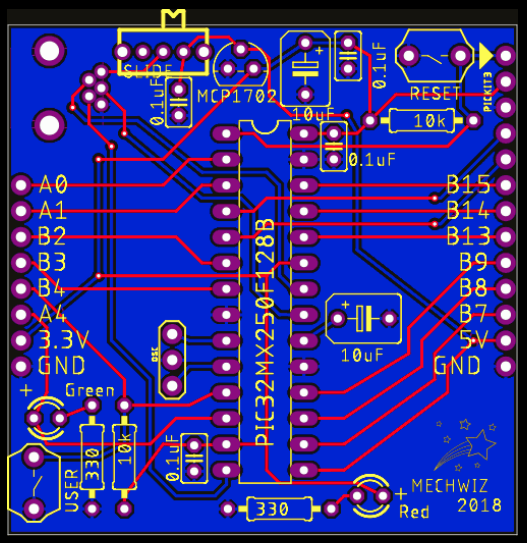 SLIDE
0.1uF
MCP1702
10uF
0.1uF
RESET
PICKIT3
10k
0.1uF
A0
A1
B2
B3
B4
A4
3.3V
GND
B15
B14
B13
B9
B8
B7
5V
GND
PIC32MX250F128B
+
10uF
OSC
+
Green
330
10k
0.1uF
USER
330
+
Red
MECHWIZ
2018